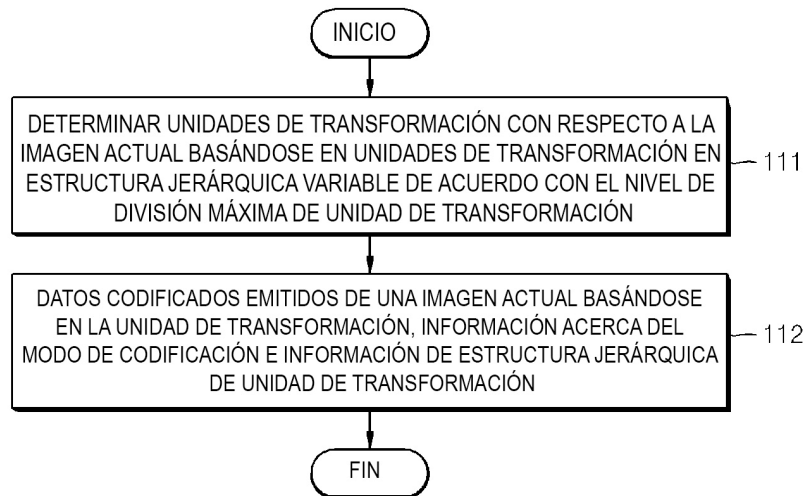 INICIO
DETERMINAR UNIDADES DE TRANSFORMACIÓN CON RESPECTO A LA
IMAGEN ACTUAL BASÁNDOSE EN UNIDADES DE TRANSFORMACIÓN EN
ESTRUCTURA JERÁRQUICA VARIABLE DE ACUERDO CON EL NIVEL DE
DIVISIÓN MÁXIMA DE UNIDAD DE TRANSFORMACIÓN
111
DATOS CODIFICADOS EMITIDOS DE UNA IMAGEN ACTUAL BASÁNDOSE
EN LA UNIDAD DE TRANSFORMACIÓN, INFORMACIÓN ACERCA DEL
MODO DE CODIFICACIÓN E INFORMACIÓN DE ESTRUCTURA JERÁRQUICA
DE UNIDAD DE TRANSFORMACIÓN
112
FIN